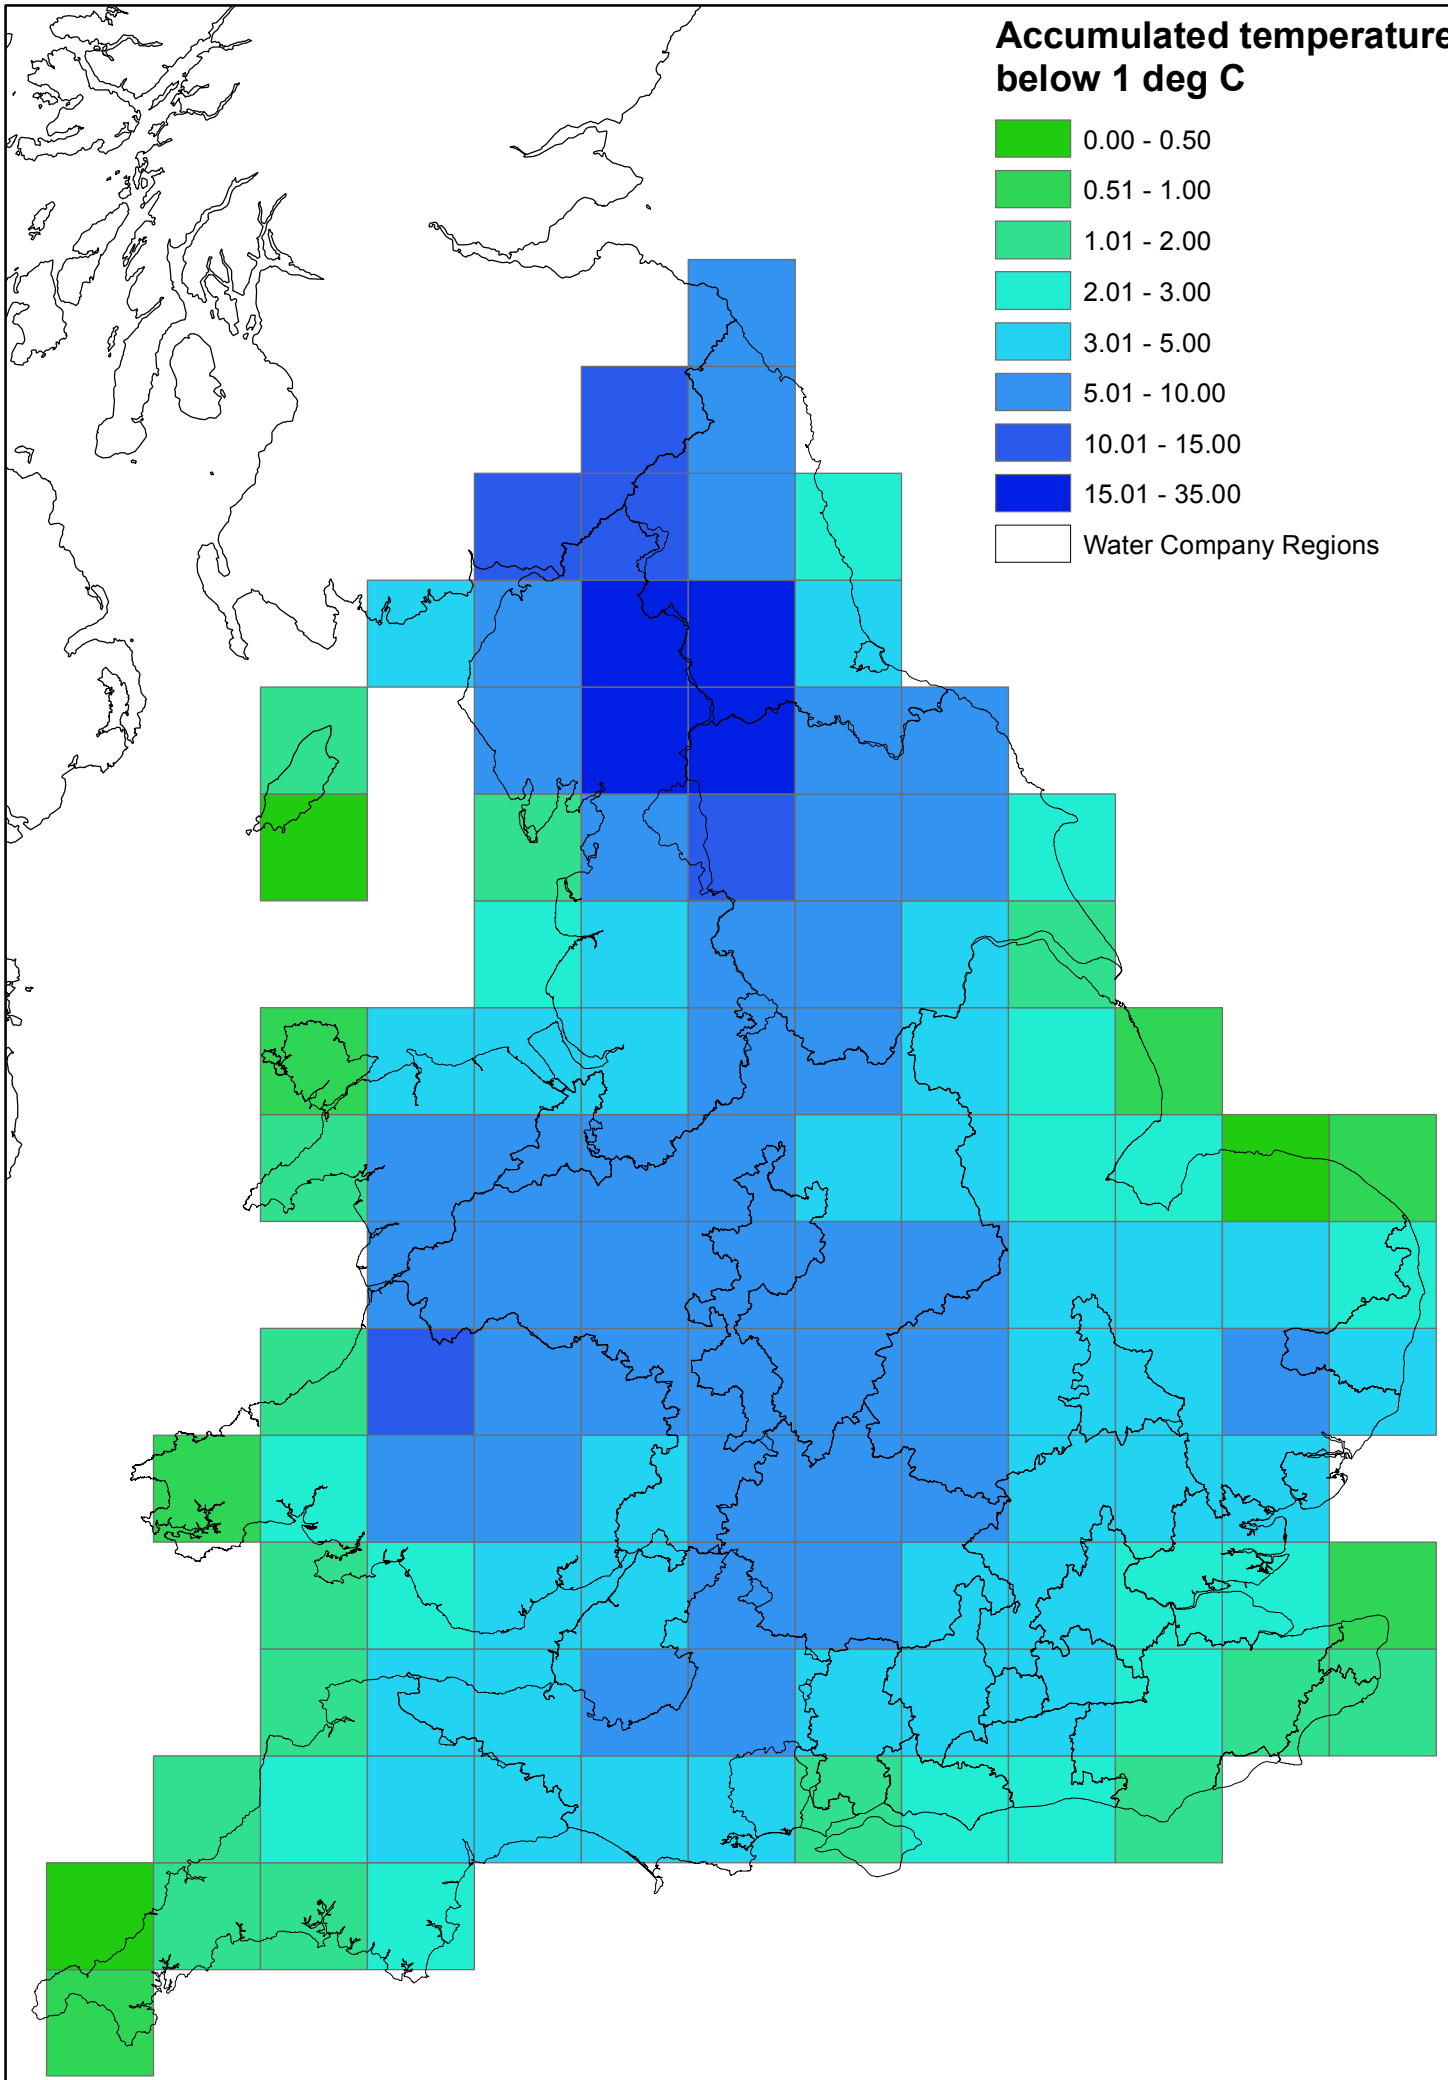 Accumulated temperature
below 1 deg C
0.00 - 0.50
0.51 - 1.00
1.01 - 2.00
2.01 - 3.00
3.01 - 5.00
5.01 - 10.00
10.01 - 15.00
15.01 - 35.00
Water Company Regions